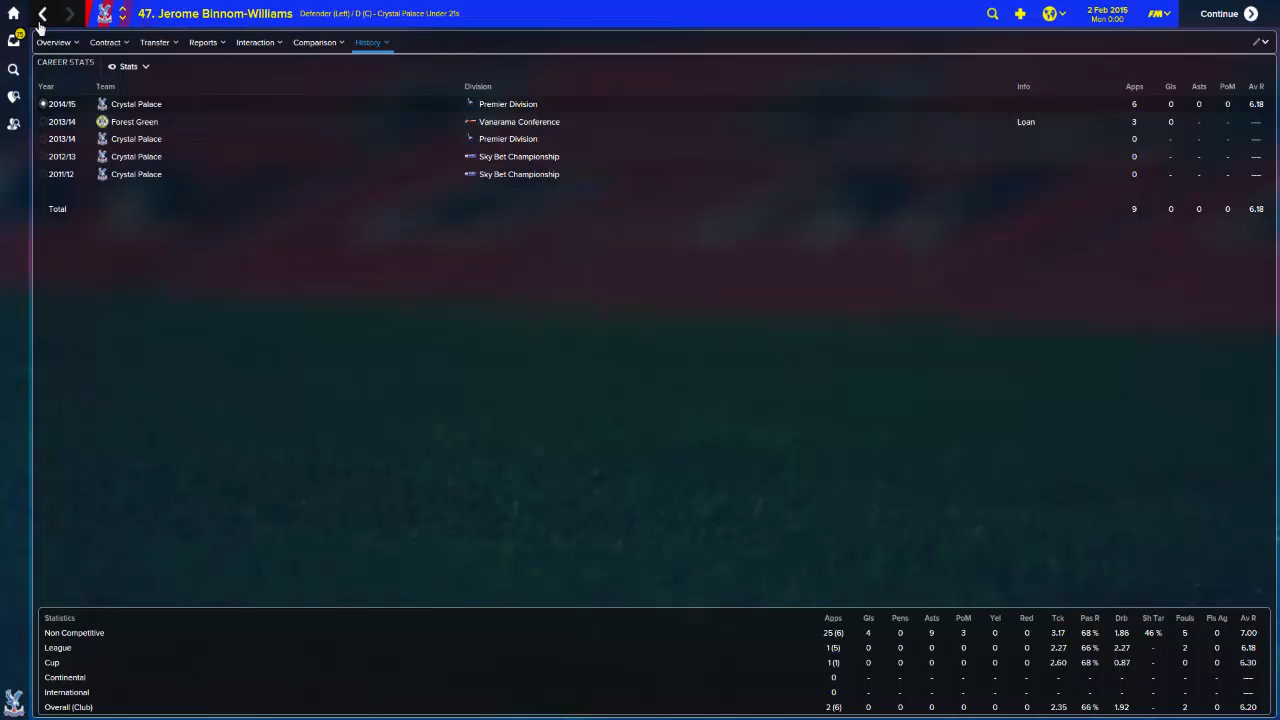 47. Jerome Binnom-Williams Defender (Left) / D (C) - Crystal Palace Under 21s 2 Feb 2015 Mon 0:00 FM Continue
75
Overview Contract Transfer Reports Interaction Comparison History
CAREER STATS Stats
Year Team Division Info Apps Gls Asts PoM Av R
2014/15 Crystal Palace Premier Division 6 0 0 0 6.18
2013/14 Forest Green Vanarama Conference Loan 3 0 - - ----
2013/14 Crystal Palace Premier Division 0 - - - ----
2012/13 Crystal Palace Sky Bet Championship 0 - - - ----
2011/12 Crystal Palace Sky Bet Championship 0 - - - ----
Total 9 0 0 0 6.18
Statistics Apps Gls Pens Asts PoM Yel Red Tck Pas R Drb Sh Tar Fouls Fls Ag Av R
Non Competitive 25 (6) 4 0 9 3 0 0 3.17 68 % 1.86 46 % 5 0 7.00
League 1 (5) 0 0 0 0 0 0 2.27 66 % 2.27 - 2 0 6.18
Cup 1 (1) 0 0 0 0 0 0 2.60 68 % 0.87 - 0 0 6.30
Continental 0 - - - - - - - - - - - - ----
International 0 - - - - - - - - - - - - ----
Overall (Club) 2 (6) 0 0 0 0 0 0 2.35 66 % 1.92 - 2 0 6.20